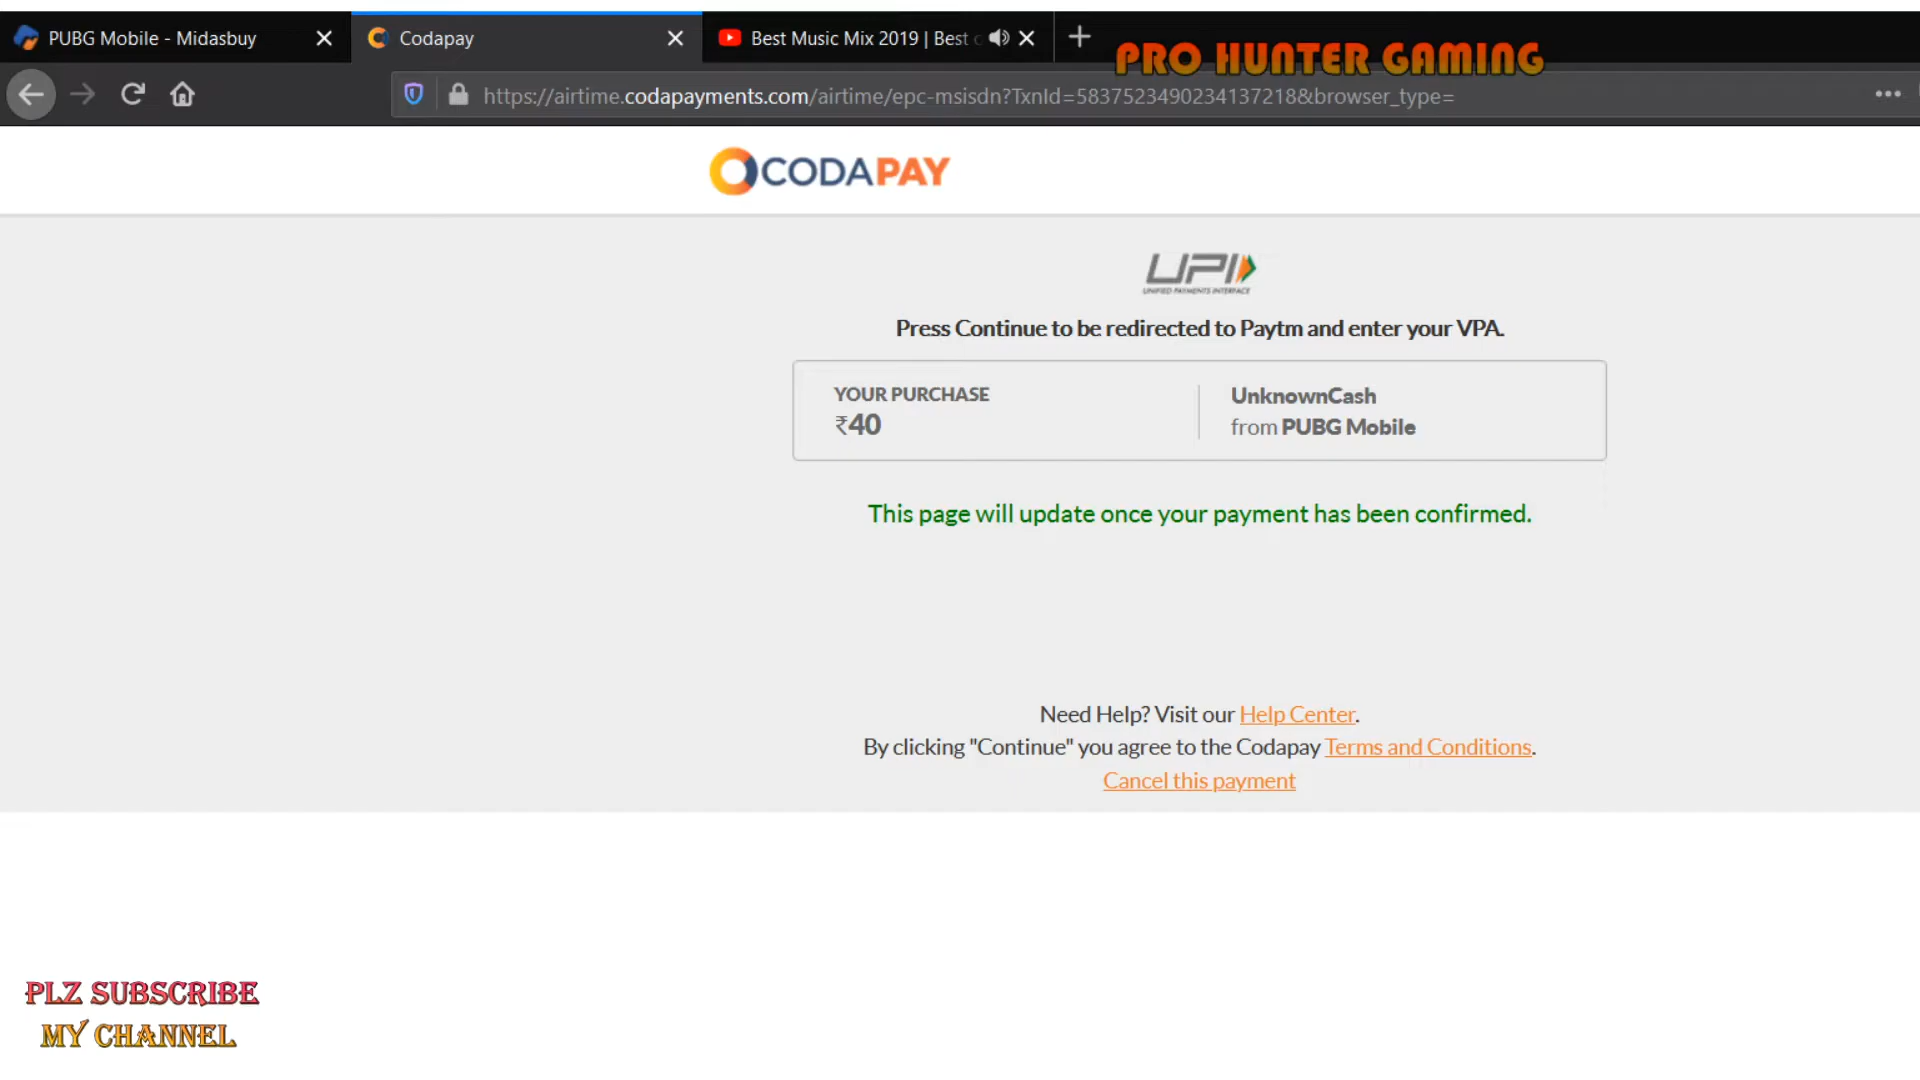 PUBG Mobile - Midasbuy
Codapay
Best Music Mix 2019 | Best
PRO HUNTER GAMING
https://airtime.codapayments.com/airtime/epc-msisdn?TxnId=5837523490234137218&browser_type=
CODAPAY
UPI
UNIFIED PAYMENTS INTERFACE
Press Continue to be redirected to Paytm and enter your VPA.
YOUR PURCHASE
₹40
UnknownCash
from PUBG Mobile
This page will update once your payment has been confirmed.
Need Help? Visit our Help Center.
By clicking "Continue" you agree to the Codapay Terms and Conditions.
Cancel this payment
PLZ SUBSCRIBE
MY CHANNEL